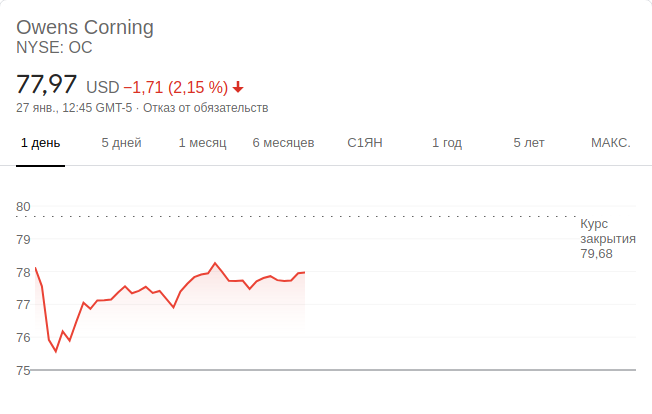 Owens Corning
NYSE: OC
77,97 USD −1,71 (2,15 %)
27 янв., 12:45 GMT-5 · Отказ от обязательств
1 день 5 дней 1 месяц 6 месяцев С1ЯН 1 год 5 лет МАКС.
80
Курс
закрытия
79,68
79
78
77
76
75